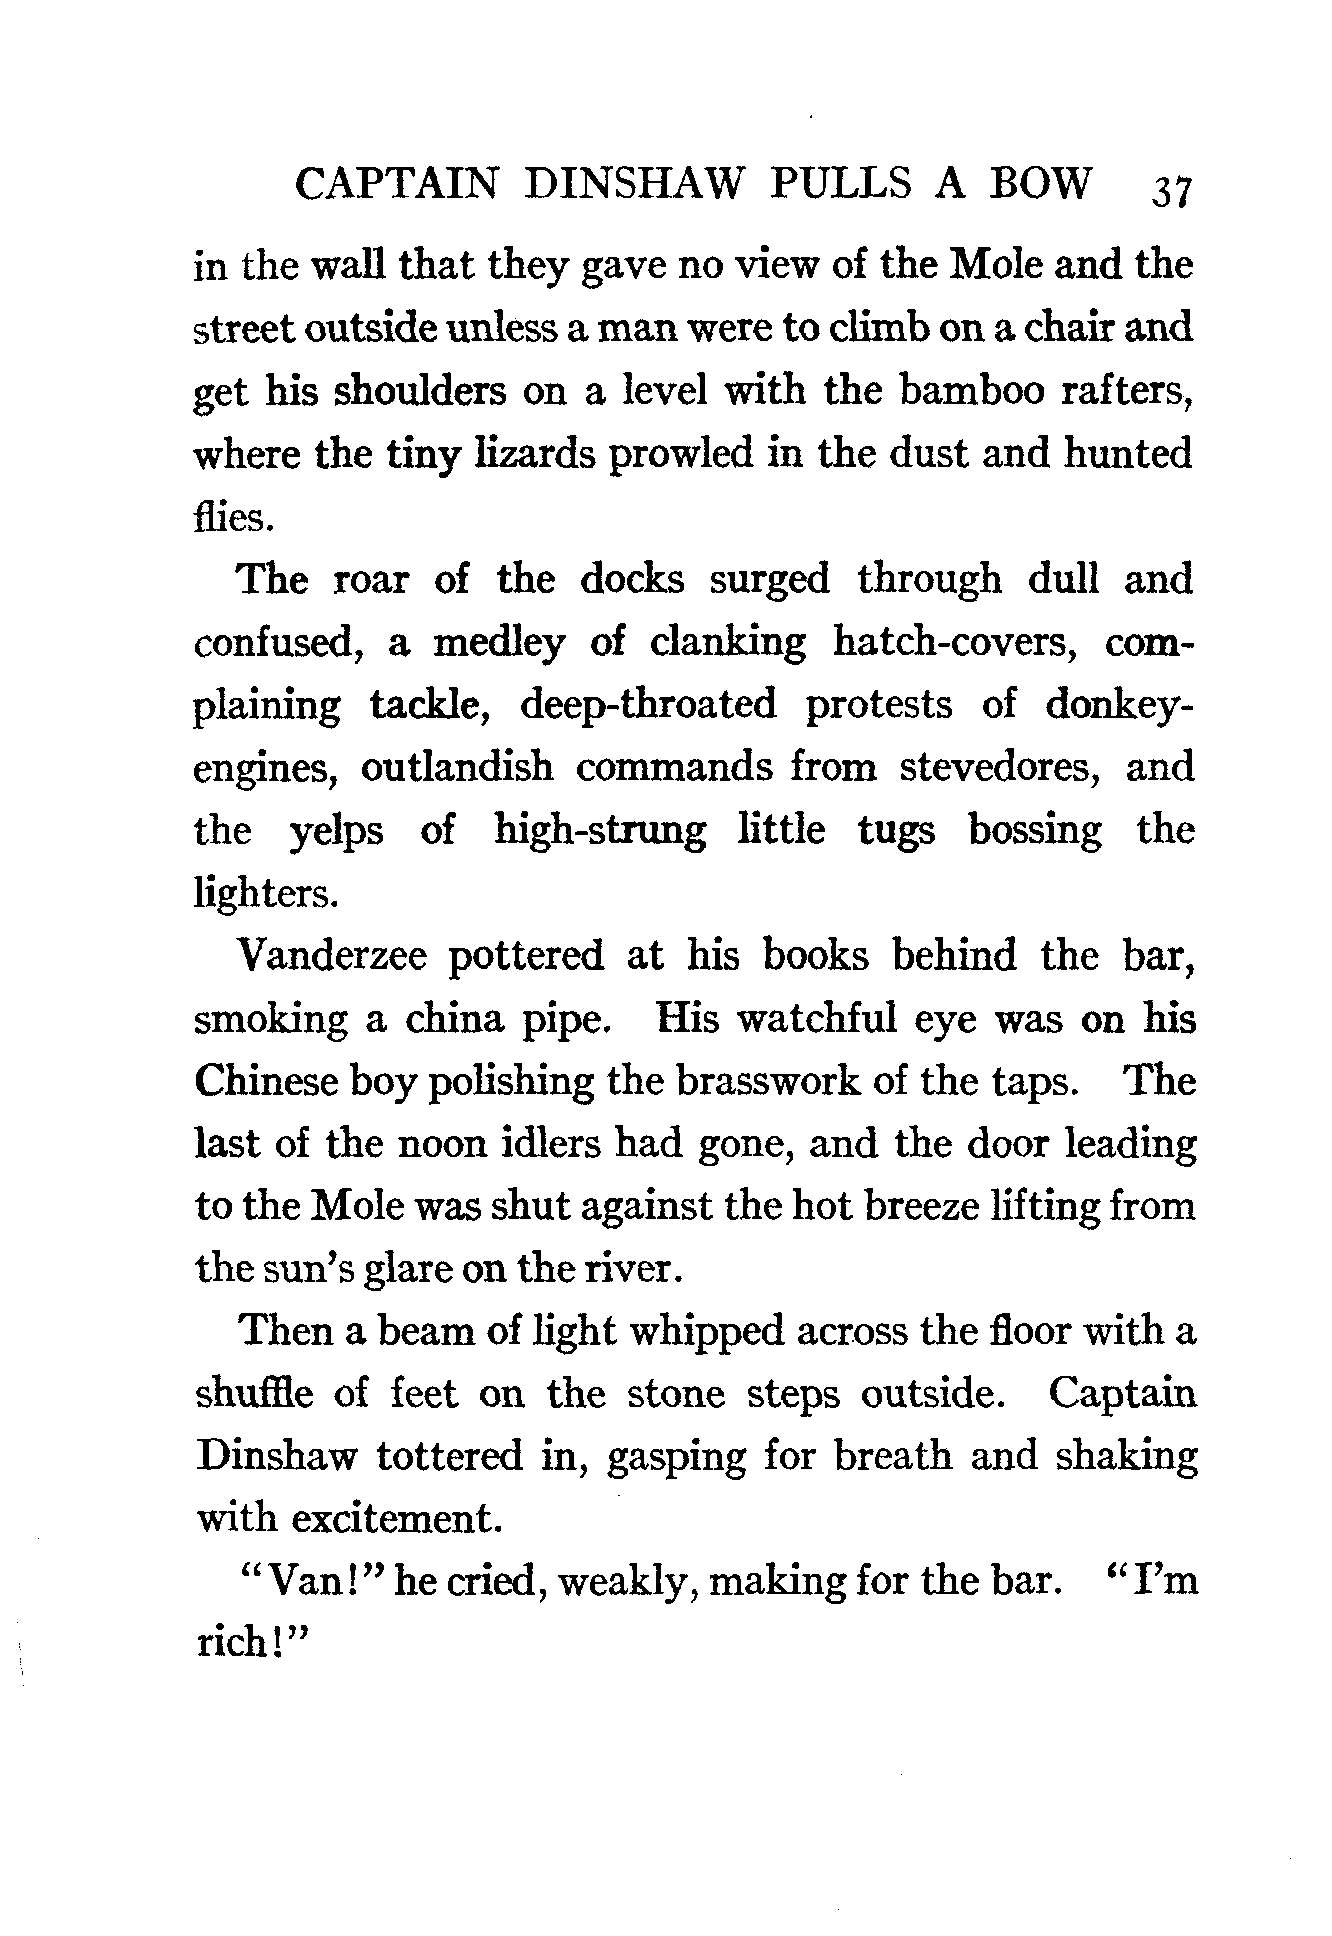 CAPTAIN DINSHAW PULLS A BOW 37
in the wall that they gave no view of the Mole and the
street outside unless a man were to climb on a chair and
get his shoulders on a level with the bamboo rafters,
where the tiny lizards prowled in the dust and hunted
flies.
The roar of the docks surged through dull and
confused, a medley of clanking hatch-covers, com-
plaining tackle, deep-throated protests of donkey-
engines, outlandish commands from stevedores, and
the yelps of high-strung little tugs bossing the
lighters.
Vanderzee pottered at his books behind the bar,
smoking a china pipe. His watchful eye was on his
Chinese boy polishing the brasswork of the taps. The
last of the noon idlers had gone, and the door leading
to the Mole was shut against the hot breeze lifting from
the sun's glare on the river.
Then a beam of light whipped across the floor with a
shuffle of feet on the stone steps outside. Captain
Dinshaw tottered in, gasping for breath and shaking
with excitement.
"Van!" he cried, weakly, making for the bar. "I'm
rich!"